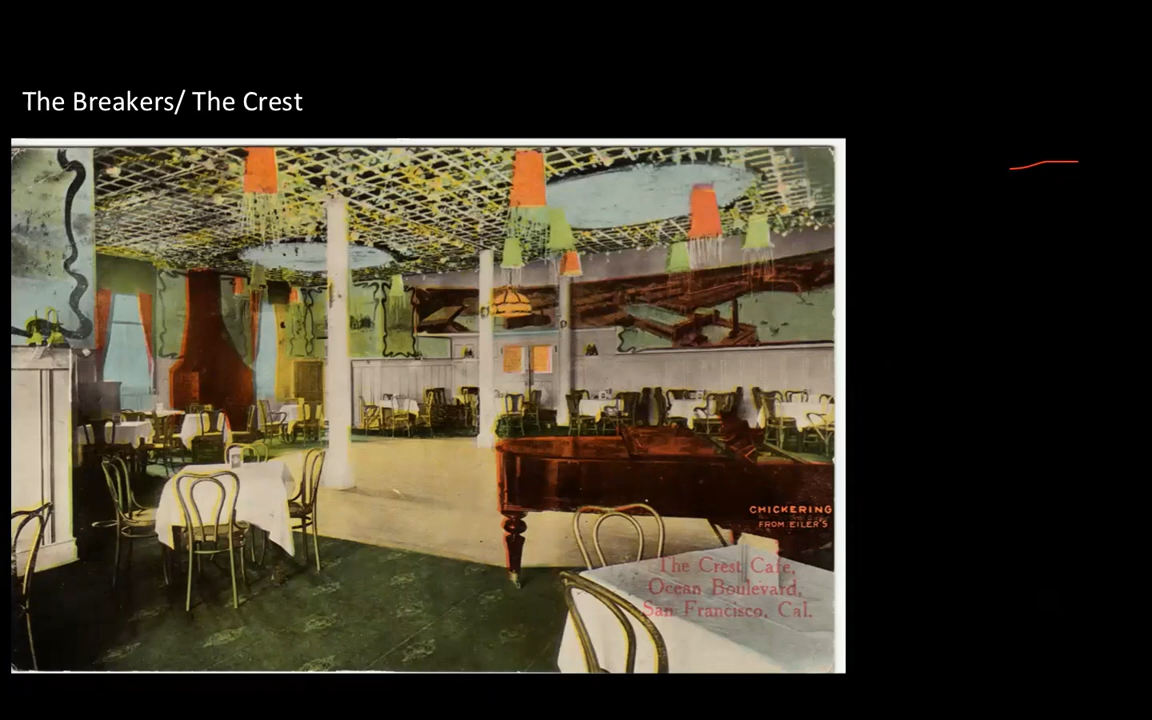 The Breakers/ The Crest
CHICKERING
FROM EILER'S
The Crest Cafe,
Ocean Boulevard,
San Francisco, Cal.